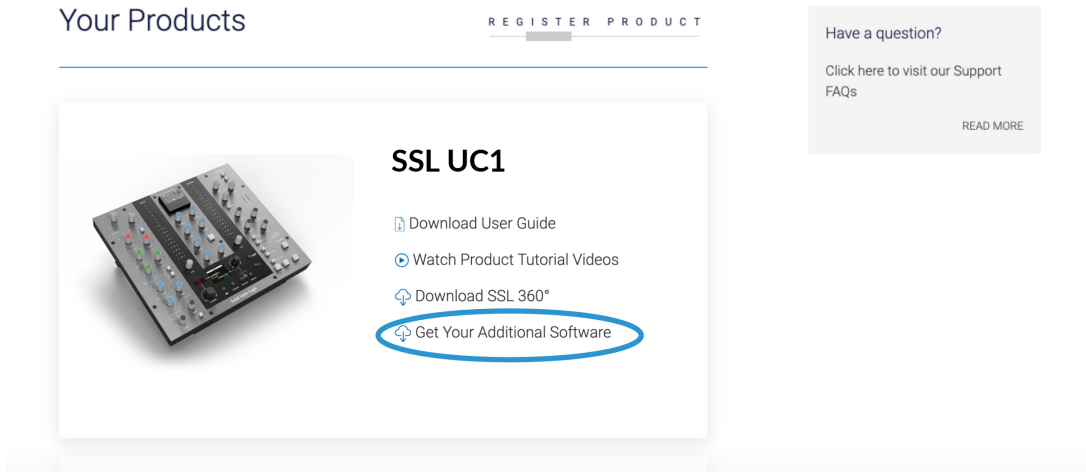 Your Products
REGISTER PRODUCT
Have a question?
Click here to visit our Support
FAQs
READ MORE
SSL UC1
Download User Guide
Watch Product Tutorial Videos
Download SSL 360°
Get Your Additional Software